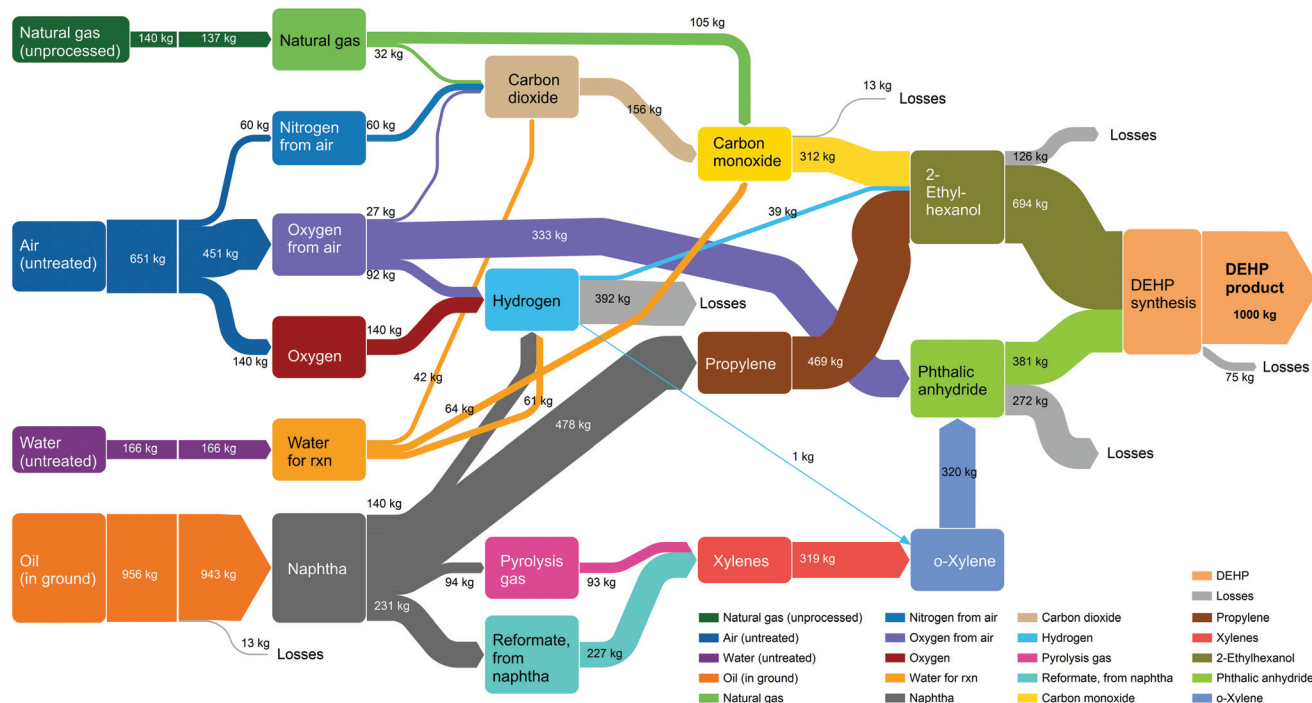 Natural gas
(unprocessed)
140 kg
137 kg
Natural gas
105 kg
32 kg
Carbon
dioxide
156 kg
13 kg
Losses
60 kg
Nitrogen
from air
60 kg
Carbon
monoxide
312 kg
2-
Ethyl-
hexanol
126 kg
Losses
694 kg
Air
(untreated)
651 kg
451 kg
Oxygen
from air
27 kg
333 kg
92 kg
39 kg
Hydrogen
392 kg
Losses
DEHP
synthesis
DEHP
product
1000 kg
75 kg
Losses
140 kg
Oxygen
140 kg
Propylene
469 kg
Phthalic
anhydride
381 kg
272 kg
Losses
42 kg
64 kg
61 kg
Water
(untreated)
166 kg
166 kg
Water
for rxn
478 kg
1 kg
320 kg
Oil
(in ground)
956 kg
943 kg
13 kg
Losses
Naphtha
140 kg
94 kg
231 kg
Pyrolysis
gas
93 kg
Xylenes
319 kg
o-Xylene
Reformate,
from
naphtha
227 kg
Natural gas (unprocessed)
Air (untreated)
Water (untreated)
Oil (in ground)
Natural gas
Nitrogen from air
Oxygen from air
Oxygen
Water for rxn
Naphtha
Carbon dioxide
Hydrogen
Pyrolysis gas
Reformate, from naphtha
Carbon monoxide
DEHP
Losses
Propylene
Xylenes
2-Ethylhexanol
Phthalic anhydride
o-Xylene